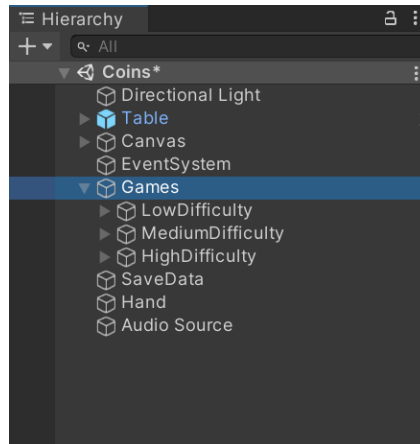 Hierarchy
All
Coins*
Directional Light
Table
Canvas
EventSystem
Games
LowDifficulty
MediumDifficulty
HighDifficulty
SaveData
Hand
Audio Source